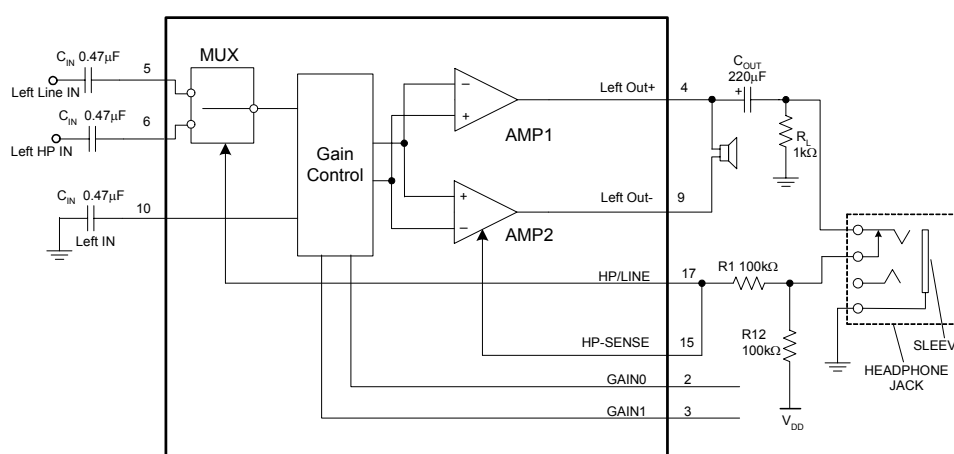 C_IN 0.47μF
5
Left Line IN
C_IN 0.47μF
6
Left HP IN
C_IN 0.47μF
10
Left IN
MUX
Gain
Control
−
+
AMP1
+
−
AMP2
Left Out+
4
Left Out-
9
C_OUT
220μF
+
R_L
1kΩ
HP/LINE
17
R1 100kΩ
HP-SENSE
15
R12
100kΩ
V_DD
GAIN0
2
GAIN1
3
SLEEV
HEADPHONE
JACK